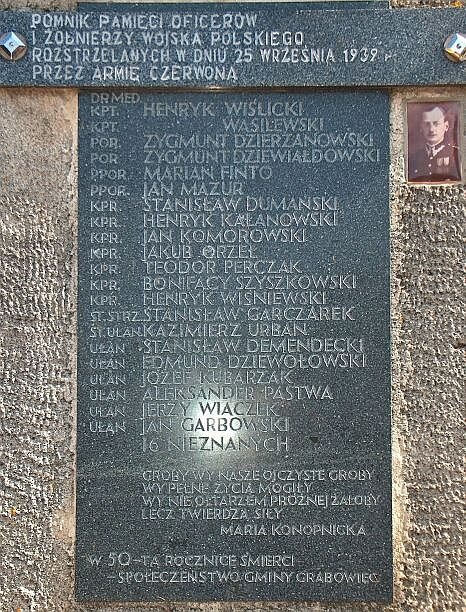 POMNIK PAMIĘCI OFICERÓW
I ŻOŁNIERZY WOJSKA POLSKIEGO
ROZSTRZELANYCH W DNIU 25 WRZEŚNIA 1939 R
PRZEZ ARMIĘ CZERWONĄ
DR MED
KPT. HENRYK WIŚLICKI
KPT. WASILEWSKI
POR. ZYGMUNT DZIERZANOWSKI
POR ZYGMUNT DZIEWIAŁDOWSKI
PPOR. MARIAN FINTO
PPOR. JAN MAZUR
KPR. STANISŁAW DUMAŃSKI
KPR. HENRYK KAŁANOWSKI
KPR. JAN KOMOROWSKI
KPR. JAKUB ORZEŁ
KPR. TEODOR PERCZAK
KPR. BONIFACY SZYSZKOWSKI
KPR. HENRYK WIŚNIEWSKI
ST. STRZ. STANISŁAW GARCZAREK
ST. UŁAN KAZIMIERZ URBAN
UŁAN STANISŁAW DEMENDECKI
UŁAN EDMUND DZIEWOŁOWSKI
UŁAN JÓZEF KUBARZAK
UŁAN ALEKSANDER PASTWA
UŁAN JERZY WIĄCZEK
UŁAN JAN GARBOWSKI
16 NIEZNANYCH
GROBY WY NASZE OJCZYSTE GROBY
WY PEŁNE ŻYCIA MOGIŁY
WY NIE OŁTARZEM PRÓŻNEJ ŻAŁOBY
LECZ TWIERDZĄ SIŁY
MARIA KONOPNICKA
W 50-TĄ ROCZNICĘ ŚMIERCI
- SPOŁECZEŃSTWO GMINY GRABOWIEC